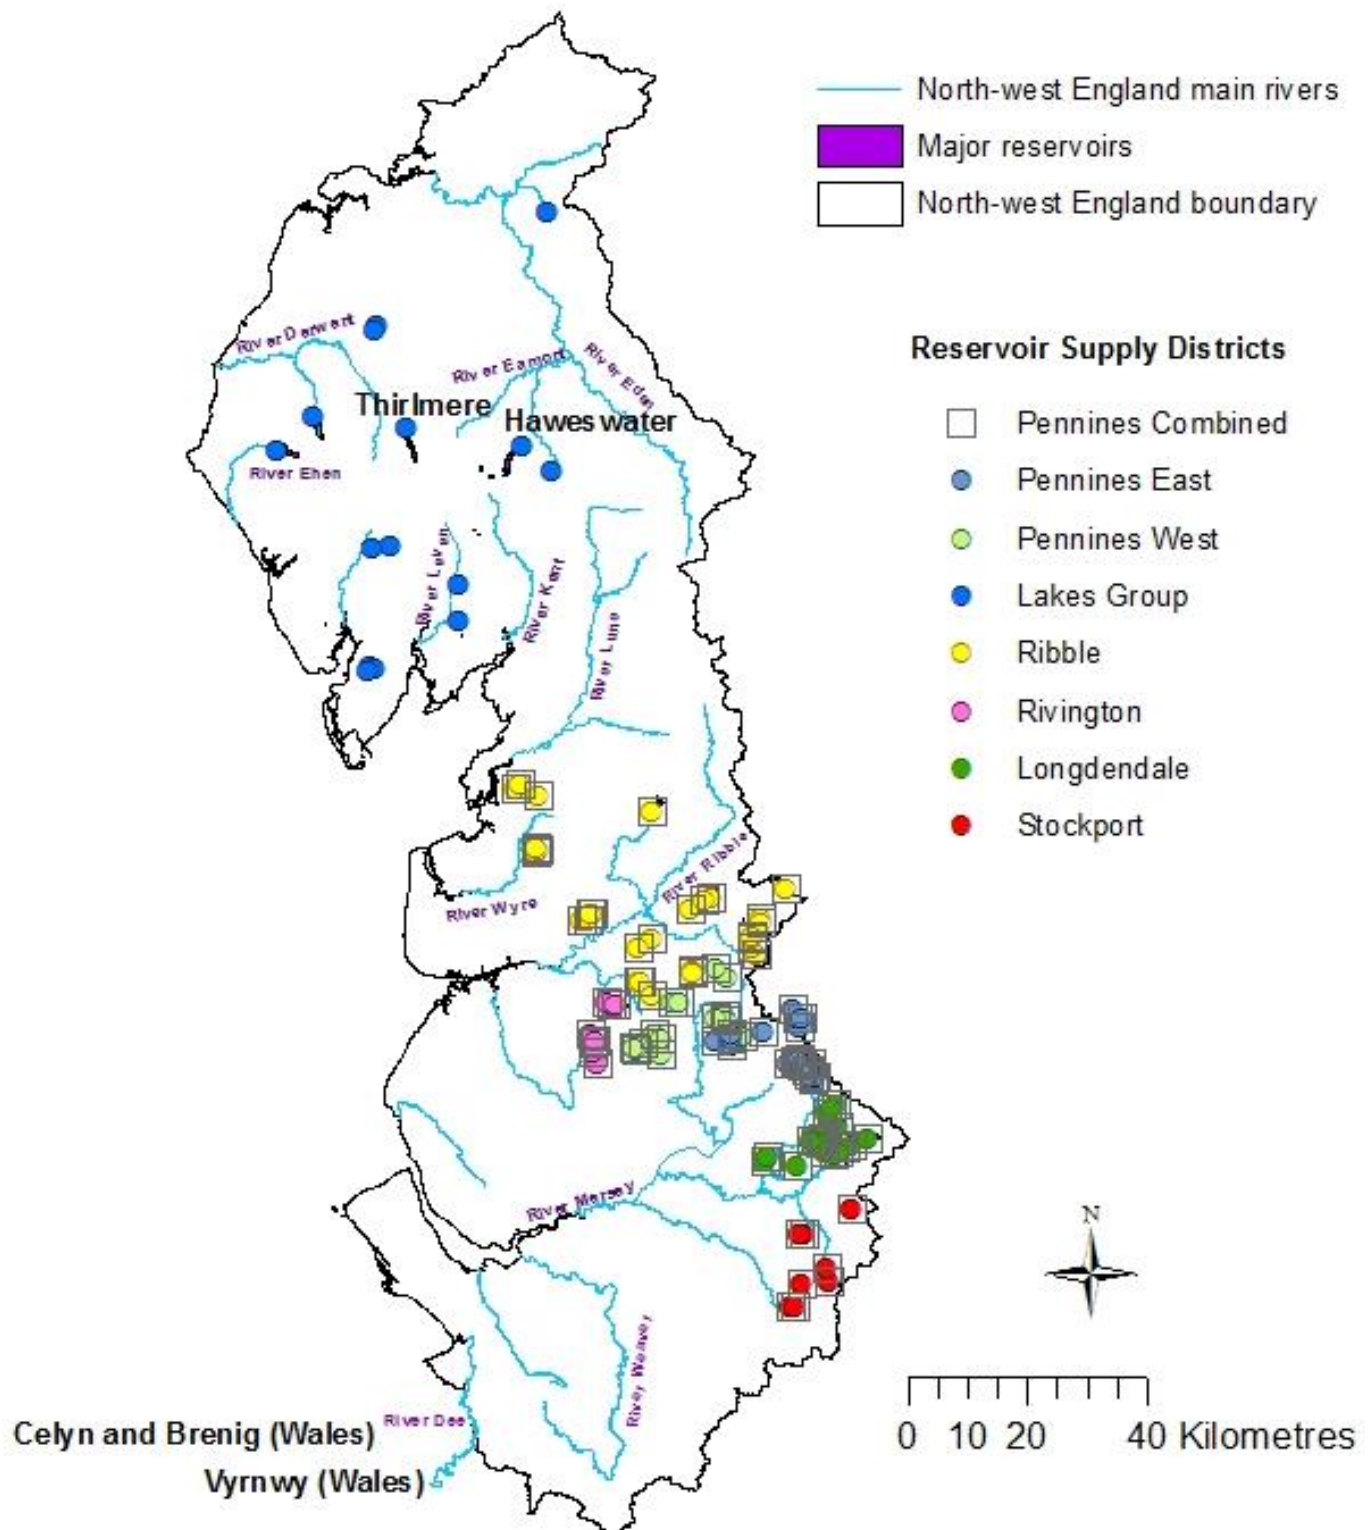 North-west England main rivers
Major reservoirs
North-west England boundary
Reservoir Supply Districts
Pennines Combined
Pennines East
Pennines West
Lakes Group
Ribble
Rivington
Longdendale
Stockport
River Derwent
River Eamont
River Eden
Thirlmere
Haweswater
River Ehen
River Leven
River Kent
River Lune
River Ribble
River Wyre
River Mersey
N
River Weaver
River Dee
Celyn and Brenig (Wales)
Vyrnwy (Wales)
0 10 20 40 Kilometres